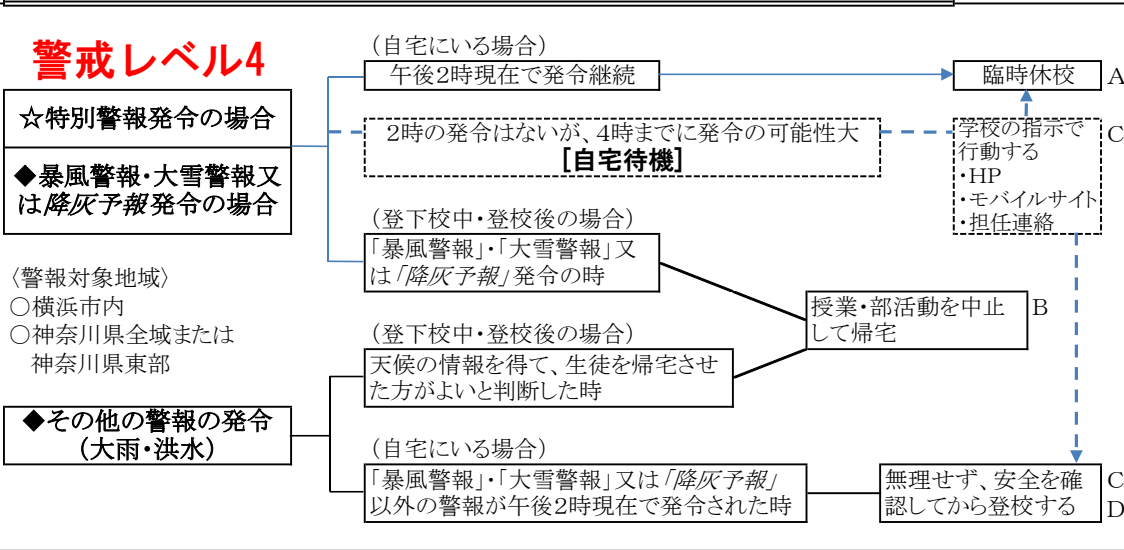 警戒レベル4
☆特別警報発令の場合
◆暴風警報・大雪警報又
は降灰予報発令の場合
〈警報対象地域〉
○横浜市内
○神奈川県全域または
神奈川県東部
◆その他の警報の発令
（大雨・洪水）
（自宅にいる場合）
午後2時現在で発令継続
臨時休校
A
2時の発令はないが、4時までに発令の可能性大
［自宅待機］
学校の指示で
行動する
・HP
・モバイルサイト
・担任連絡
C
（登下校中・登校後の場合）
「暴風警報」・「大雪警報」又
は「降灰予報」発令の時
授業・部活動を中止
して帰宅
B
（登下校中・登校後の場合）
天候の情報を得て、生徒を帰宅させ
た方がよいと判断した時
（自宅にいる場合）
「暴風警報」・「大雪警報」又は「降灰予報」
以外の警報が午後2時現在で発令された時
無理せず、安全を確
認してから登校する
C
D